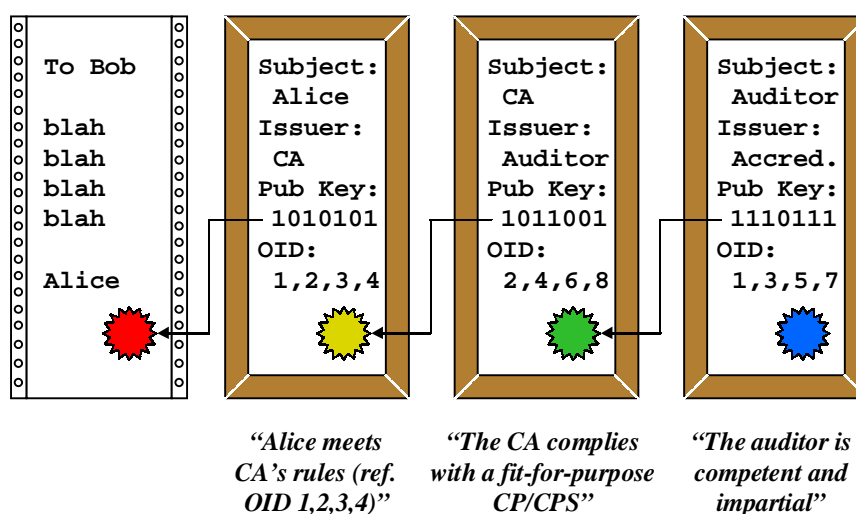 To Bob
blah
blah
blah
blah
Alice
Subject:
Alice
Issuer:
CA
Pub Key:
1010101
OID:
1,2,3,4
Subject:
CA
Issuer:
Auditor
Pub Key:
1011001
OID:
2,4,6,8
Subject:
Auditor
Issuer:
Accred.
Pub Key:
1110111
OID:
1,3,5,7
“Alice meets
CA’s rules (ref.
OID 1,2,3,4)”
“The CA complies
with a fit-for-purpose
CP/CPS”
“The auditor is
competent and
impartial”